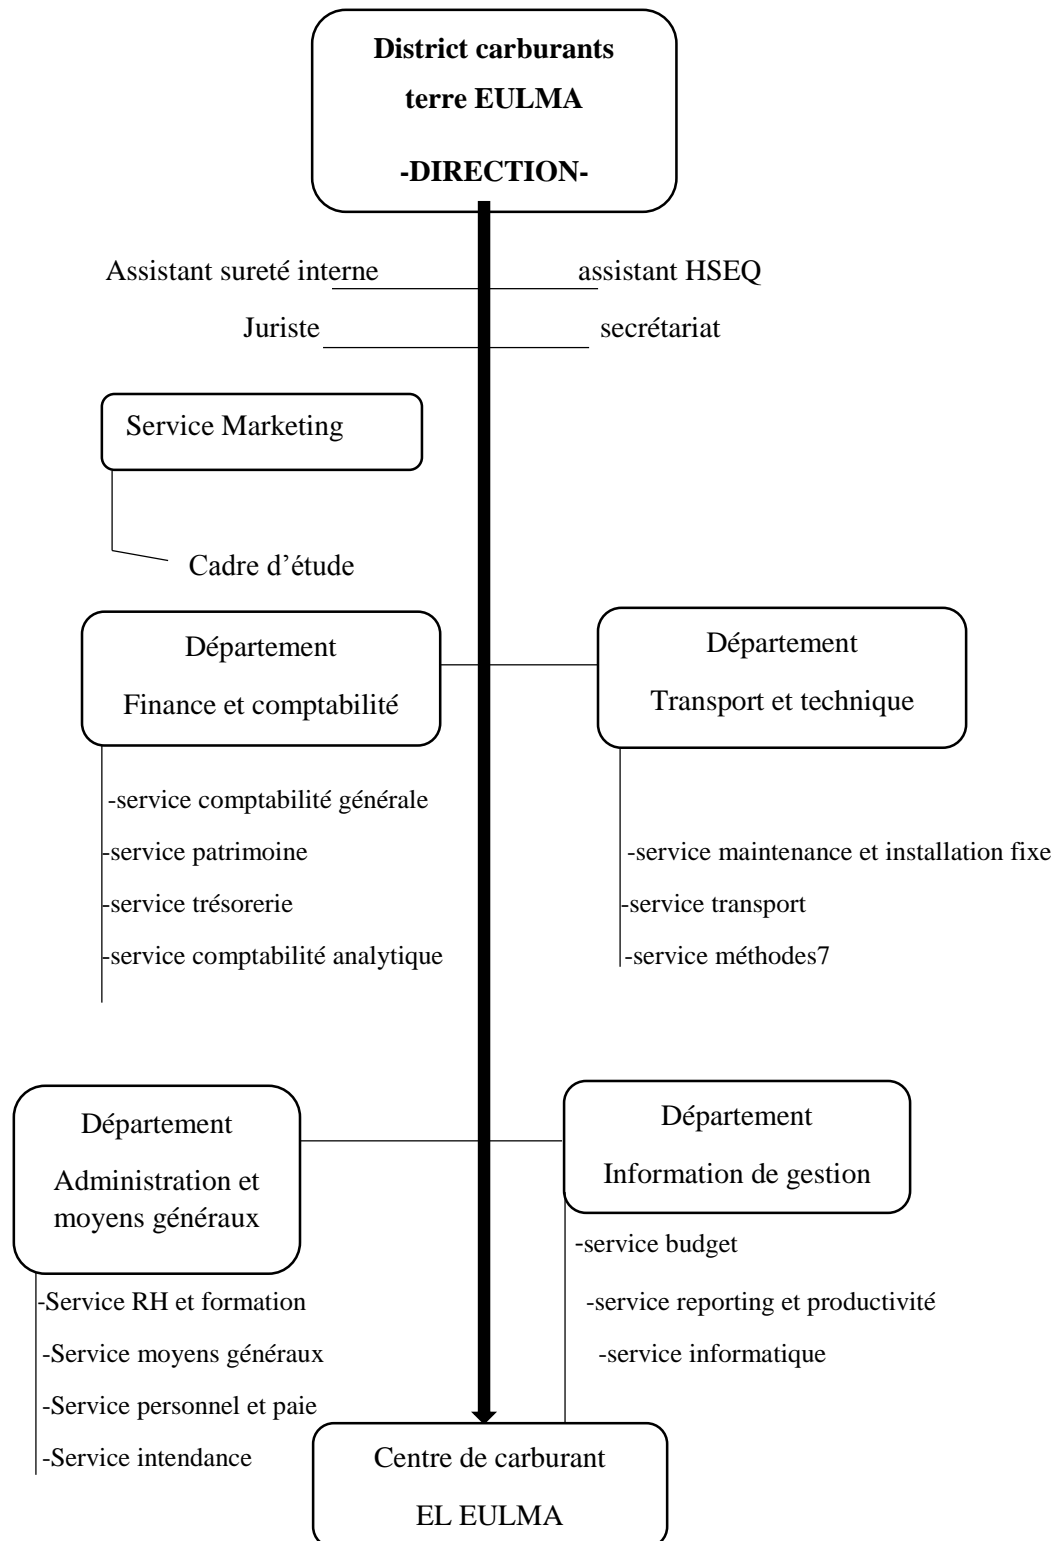 District carburants
terre EULMA
-DIRECTION-
Assistant sureté interne
assistant HSEQ
Juriste
secrétariat
Service Marketing
Cadre d’étude
Département
Finance et comptabilité
Département
Transport et technique
-service comptabilité générale
-service patrimoine
-service trésorerie
-service comptabilité analytique
-service maintenance et installation fixe
-service transport
-service méthodes7
Département
Administration et
moyens généraux
Département
Information de gestion
-Service RH et formation
-Service moyens généraux
-Service personnel et paie
-Service intendance
-service budget
-service reporting et productivité
-service informatique
Centre de carburant
EL EULMA